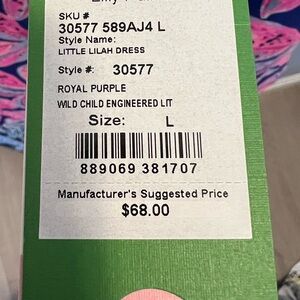 SKU #
30577 589AJ4 L
Style Name:
LITTLE LILAH DRESS
Style #: 30577
ROYAL PURPLE
WILD CHILD ENGINEERED LIT
Size: L
889069 381707
Manufacturer's Suggested Price
$68.00